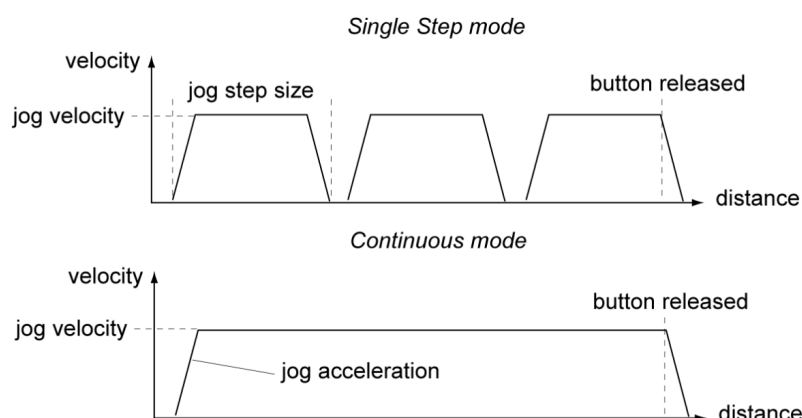 Single Step mode
velocity
jog step size
button released
jog velocity
distance
Continuous mode
velocity
button released
jog velocity
jog acceleration
distance